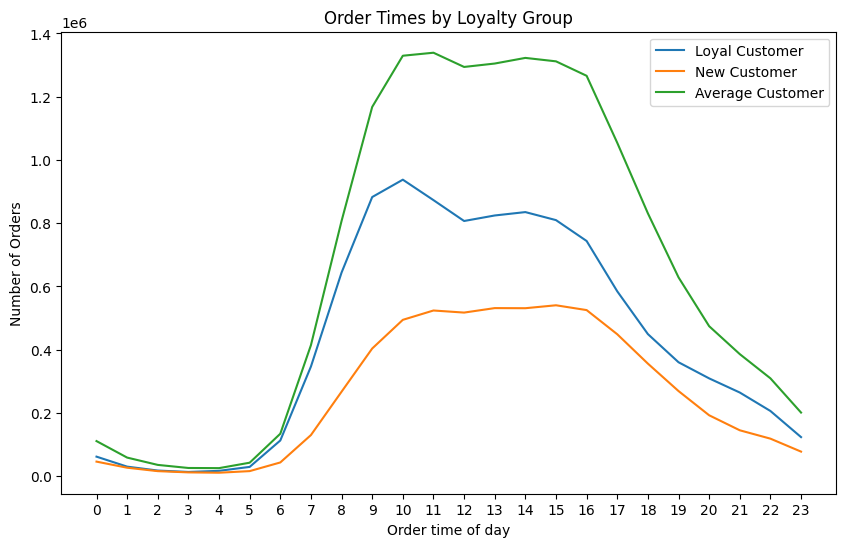 Order Times by Loyalty Group
1e6
Loyal Customer
New Customer
Average Customer
1.4
1.2
1.0
0.8
0.6
0.4
0.2
0.0
Number of Orders
0 1 2 3 4 5 6 7 8 9 10 11 12 13 14 15 16 17 18 19 20 21 22 23
Order time of day